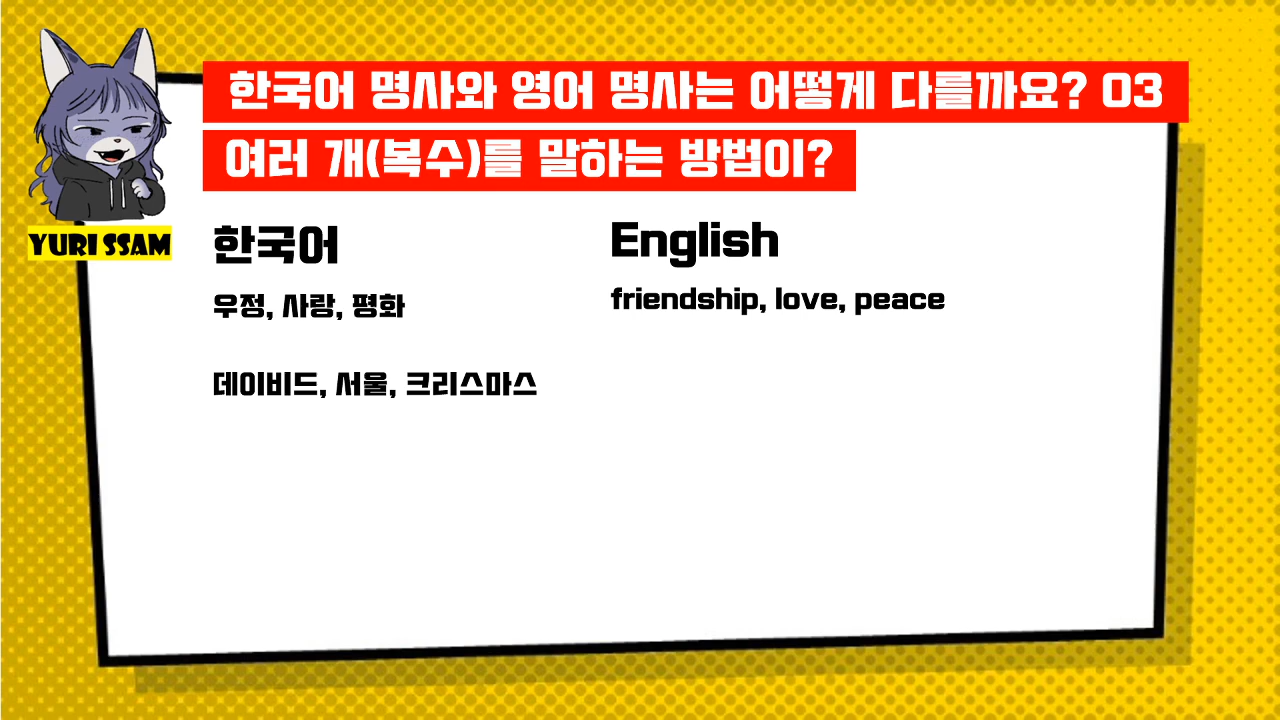 한국어 명사와 영어 명사는 어떻게 다를까요? 03
여러 개(복수)를 말하는 방법이?
YURI SSAM
한국어
우정, 사랑, 평화
데이비드, 서울, 크리스마스
English
friendship, love, peace